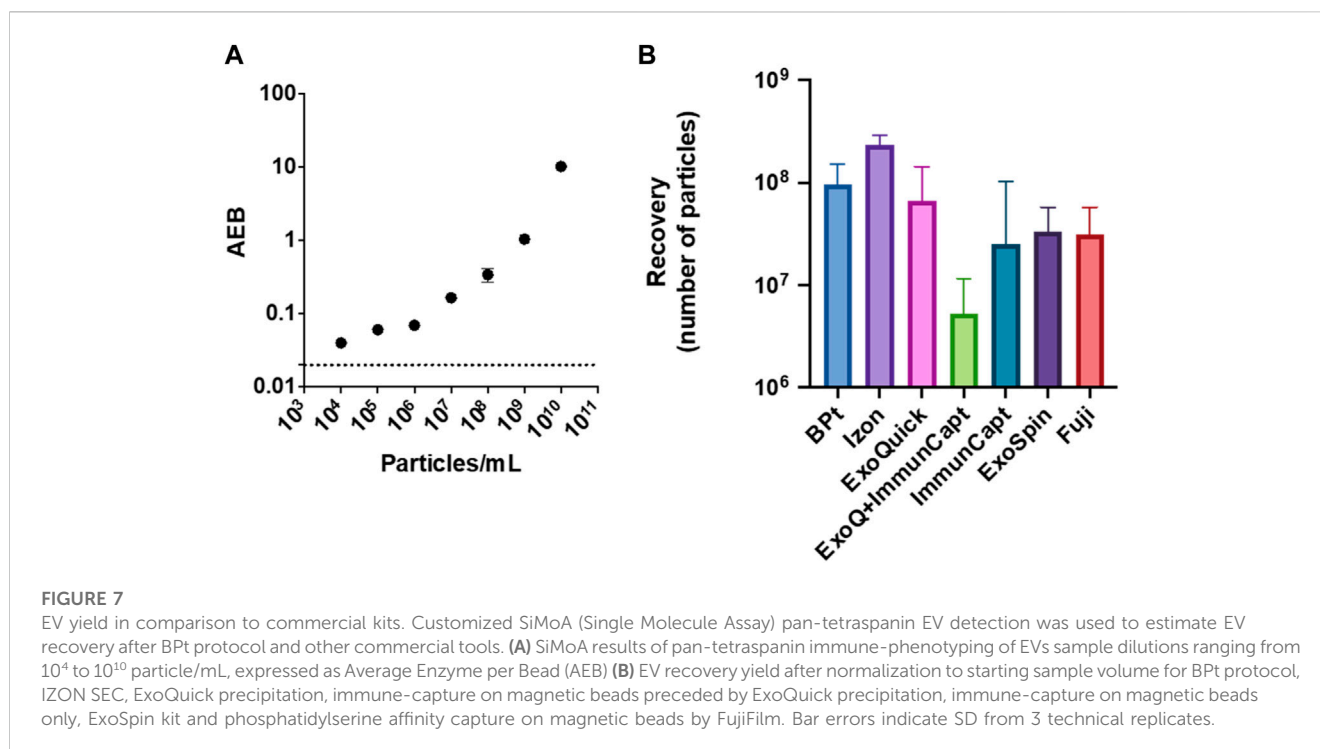 A
100
10
1
0.1
0.01
AEB
10³
10⁴
10⁵
10⁶
10⁷
10⁸
10⁹
10¹⁰
10¹¹
Particles/mL
B
10⁹
10⁸
10⁷
10⁶
Recovery
(number of particles)
BPt
Izon
ExoQuick
ExoQ+ImmunCapt
ImmunCapt
ExoSpin
Fuji
FIGURE 7
EV yield in comparison to commercial kits. Customized SiMoA (Single Molecule Assay) pan-tetraspanin EV detection was used to estimate EV
recovery after BPt protocol and other commercial tools. (A) SiMoA results of pan-tetraspanin immune-phenotyping of EVs sample dilutions ranging from
10⁴ to 10¹⁰ particle/mL, expressed as Average Enzyme per Bead (AEB) (B) EV recovery yield after normalization to starting sample volume for BPt protocol,
IZON SEC, ExoQuick precipitation, immune-capture on magnetic beads preceded by ExoQuick precipitation, immune-capture on magnetic beads
only, ExoSpin kit and phosphatidylserine affinity capture on magnetic beads by FujiFilm. Bar errors indicate SD from 3 technical replicates.